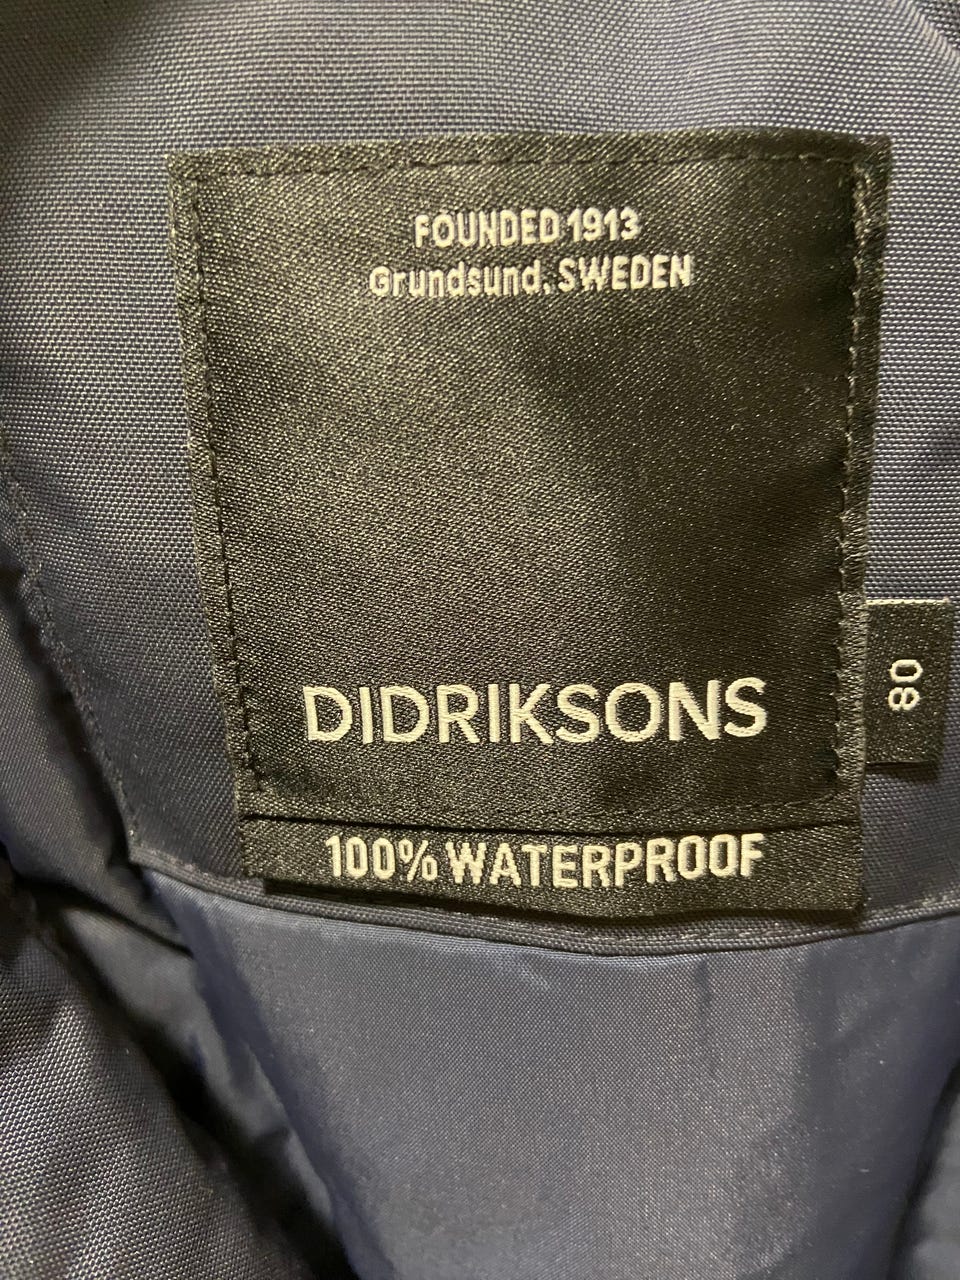 FOUNDED 1913
Grundsund, SWEDEN
DIDRIKSONS
80
100% WATERPROOF